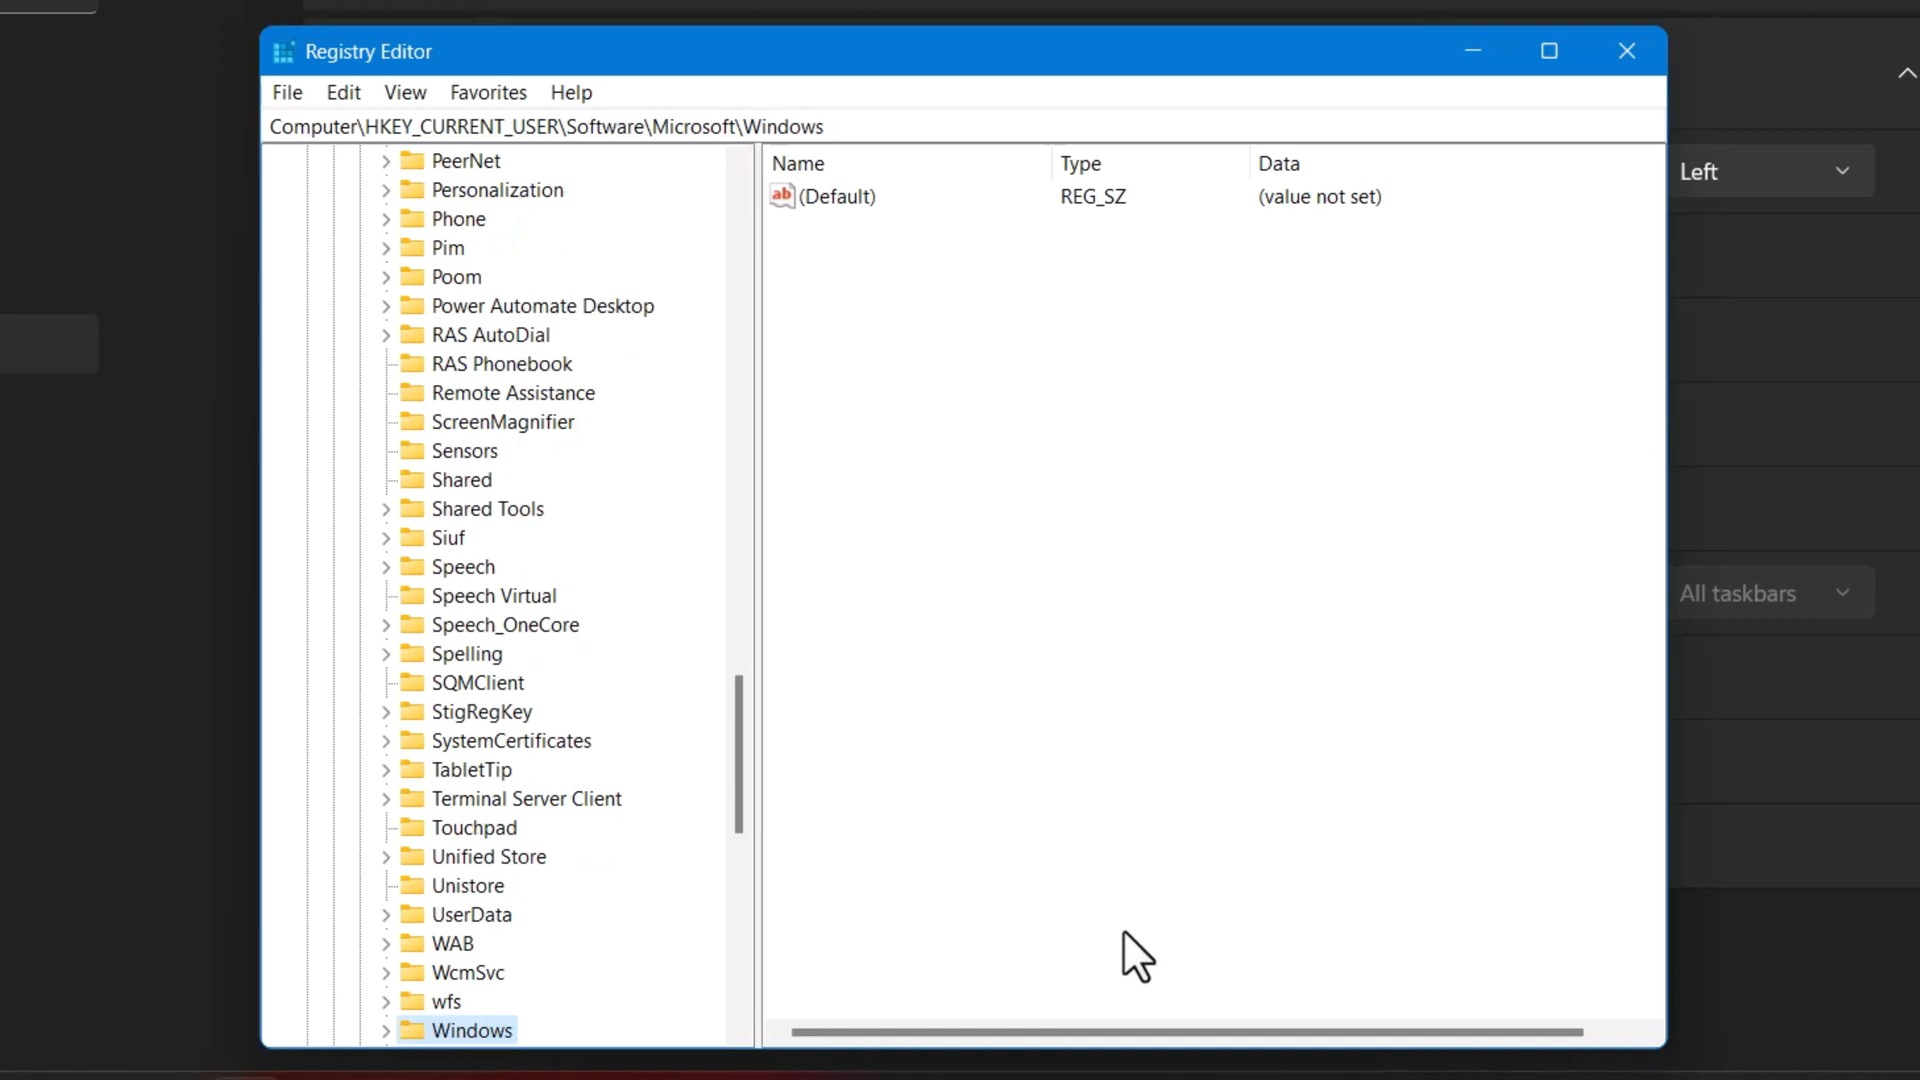 Registry Editor
File Edit View Favorites Help
Computer\HKEY_CURRENT_USER\Software\Microsoft\Windows
PeerNet
Personalization
Phone
Pim
Poom
Power Automate Desktop
RAS AutoDial
RAS Phonebook
Remote Assistance
ScreenMagnifier
Sensors
Shared
Shared Tools
Siuf
Speech
Speech Virtual
Speech_OneCore
Spelling
SQMClient
StigRegKey
SystemCertificates
TabletTip
Terminal Server Client
Touchpad
Unified Store
Unistore
UserData
WAB
WcmSvc
wfs
Windows
Name Type Data
ab (Default) REG_SZ (value not set)
Left
All taskbars